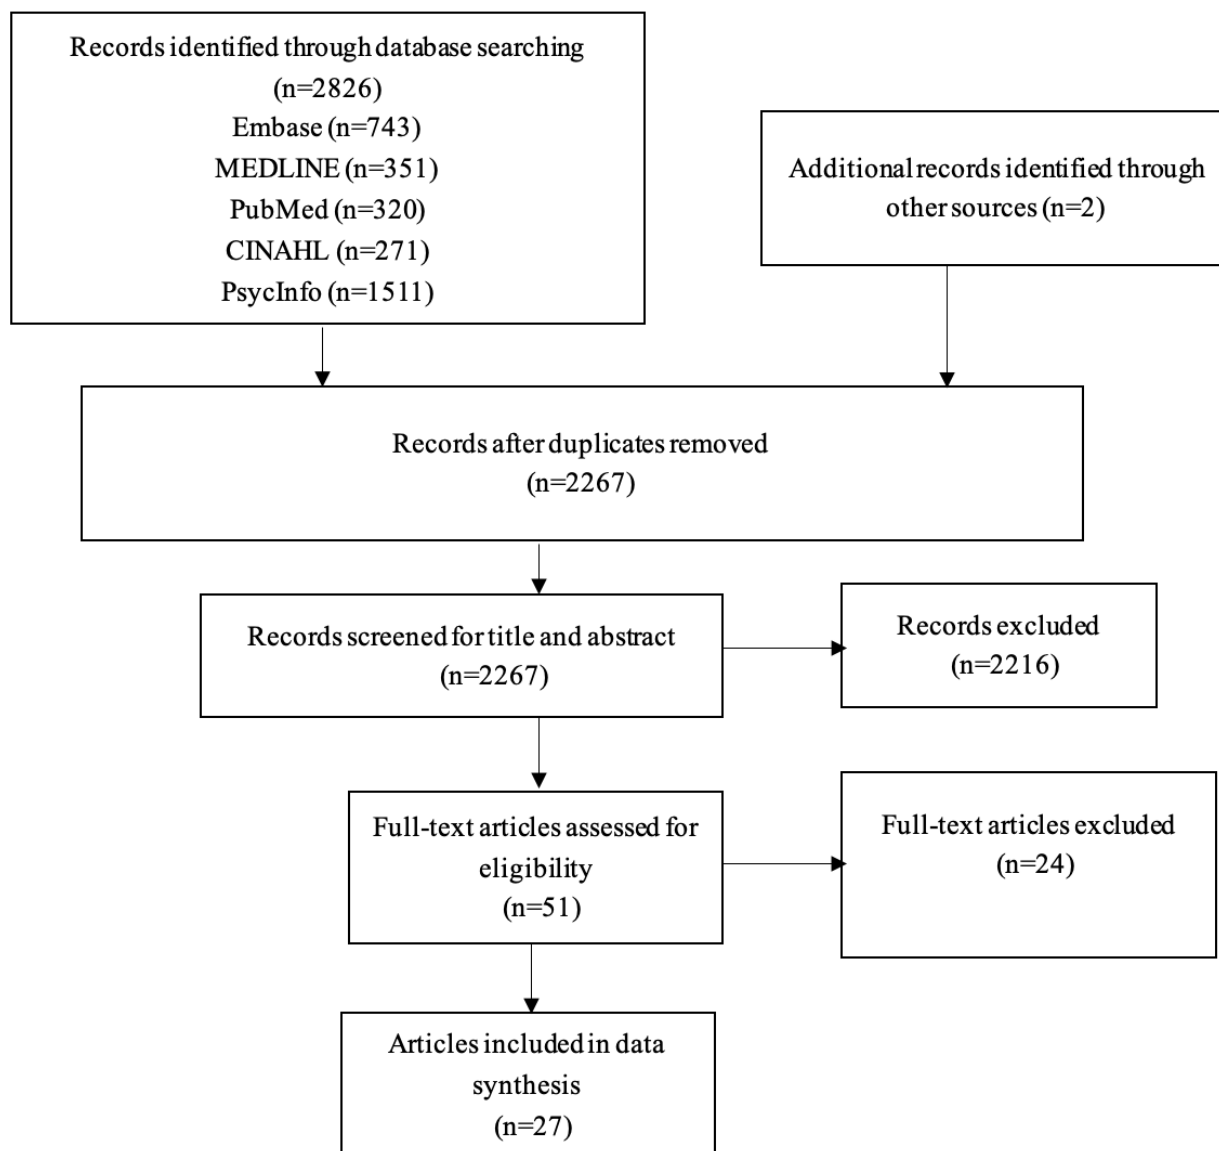 Records identified through database searching
(n=2826)
Embase (n=743)
MEDLINE (n=351)
PubMed (n=320)
CINAHL (n=271)
PsycInfo (n=1511)
Additional records identified through
other sources (n=2)
Records after duplicates removed
(n=2267)
Records screened for title and abstract
(n=2267)
Records excluded
(n=2216)
Full-text articles assessed for
eligibility
(n=51)
Full-text articles excluded
(n=24)
Articles included in data
synthesis
(n=27)